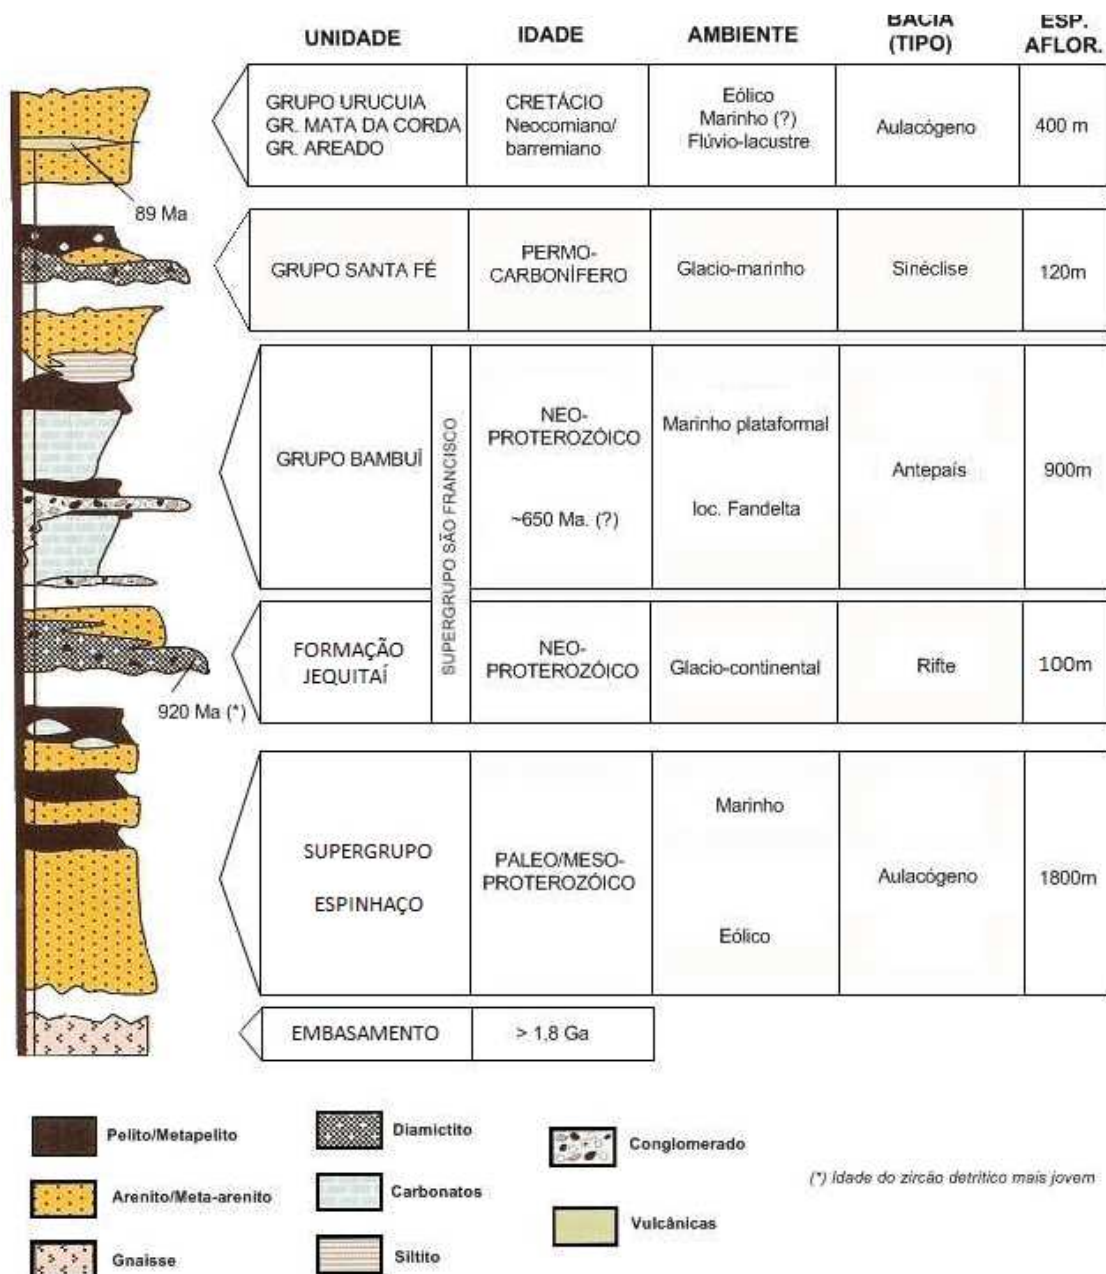 UNIDADE
IDADE
AMBIENTE
BACIA
(TIPO)
ESP.
AFLOR.
GRUPO URUCUIA
GR. MATA DA CORDA
GR. AREADO
CRETÁCIO
Neocomiano/
barremiano
Eólico
Marinho (?)
Flúvio-lacustre
Aulacógeno
400 m
89 Ma
GRUPO SANTA FÉ
PERMO-
CARBONÍFERO
Glacio-marinho
Sinéclise
120m
GRUPO BAMBUÍ
SUPERGRUPO SÃO FRANCISCO
NEO-
PROTEROZÓICO
~650 Ma. (?)
Marinho plataformal
loc. Fandelta
Antepaís
900m
FORMAÇÃO
JEQUITAÍ
NEO-
PROTEROZÓICO
Glacio-continental
Rifte
100m
920 Ma (*)
SUPERGRUPO
ESPINHAÇO
PALEO/MESO-
PROTEROZÓICO
Marinho
Eólico
Aulacógeno
1800m
EMBASAMENTO
> 1,8 Ga
Pelito/Metapelito
Diamictito
Conglomerado
(*) Idade do zircão detrítico mais jovem
Arenito/Meta-arenito
Carbonatos
Vulcânicas
Gnaisse
Siltito